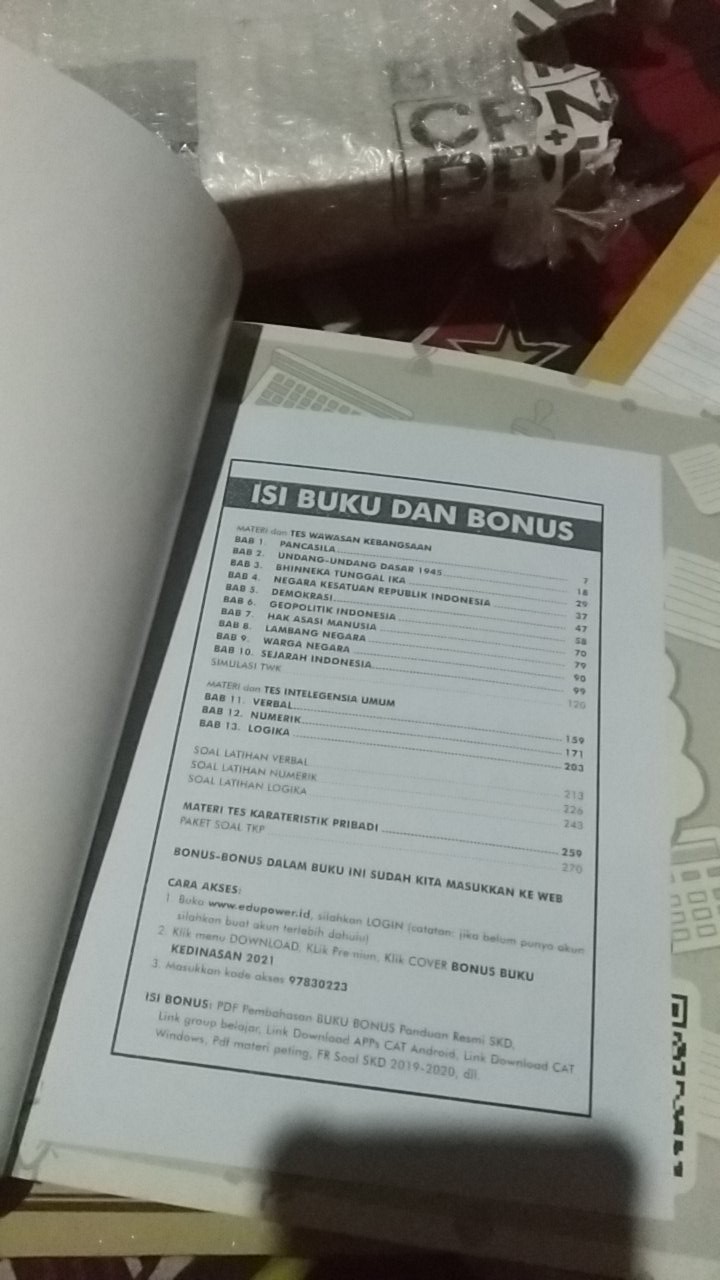 CP
ISI BUKU DAN BONUS
MATERI dan TES WAWASAN KEBANGSAAN
BAB 1. PANCASILA 7
BAB 2. UNDANG-UNDANG DASAR 1945 18
BAB 3. BHINNEKA TUNGGAL IKA 29
BAB 4. NEGARA KESATUAN REPUBLIK INDONESIA 37
BAB 5. DEMOKRASI 47
BAB 6. GEOPOLITIK INDONESIA 58
BAB 7. HAK ASASI MANUSIA 70
BAB 8. LAMBANG NEGARA 79
BAB 9. WARGA NEGARA 90
BAB 10. SEJARAH INDONESIA 99
SIMULASI TWK 120
MATERI dan TES INTELEGENSIA UMUM
BAB 11. VERBAL 159
BAB 12. NUMERIK 171
BAB 13. LOGIKA 203
SOAL LATIHAN VERBAL 213
SOAL LATIHAN NUMERIK 226
SOAL LATIHAN LOGIKA 243
MATERI TES KARATERISTIK PRIBADI 259
PAKET SOAL TKP 270
BONUS-BONUS DALAM BUKU INI SUDAH KITA MASUKKAN KE WEB
CARA AKSES:
1. Buka www.edupower.id, silahkan LOGIN (catatan: jika belum punya akun
silahkan buat akun terlebih dahulu)
2. Klik menu DOWNLOAD, KLik Premium, Klik COVER BONUS BUKU
KEDINASAN 2021
3. Masukkan kode akses 97830223
ISI BONUS: PDF Pembahasan BUKU BONUS Panduan Resmi SKD,
Link group belajar, Link Download APPs CAT Android, Link Download CAT
Windows, Pdf materi peting, FR Soal SKD 2019-2020, dll.